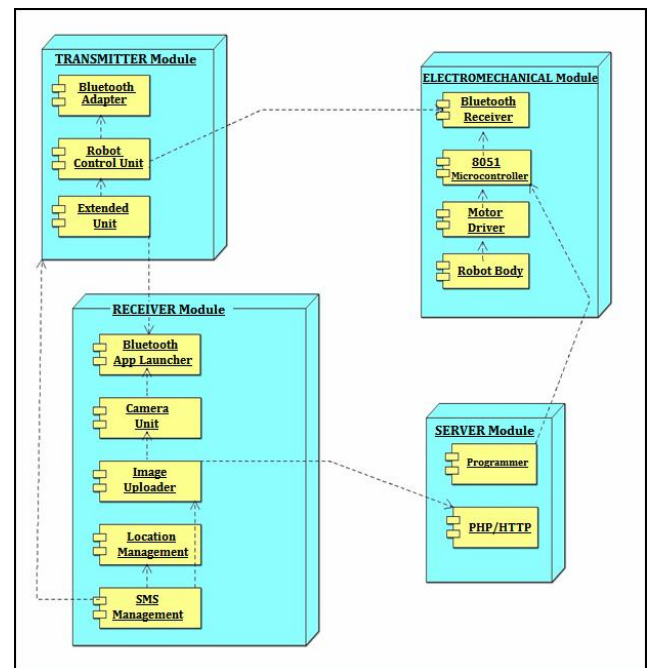 TRANSMITTER Module
Bluetooth
Adapter
Robot
Control Unit
Extended
Unit
ELECTROMECHANICAL Module
Bluetooth
Receiver
8051
Microcontroller
Motor
Driver
Robot Body
RECEIVER Module
Bluetooth
App Launcher
Camera
Unit
Image
Uploader
Location
Management
SMS
Management
SERVER Module
Programmer
PHP/HTTP